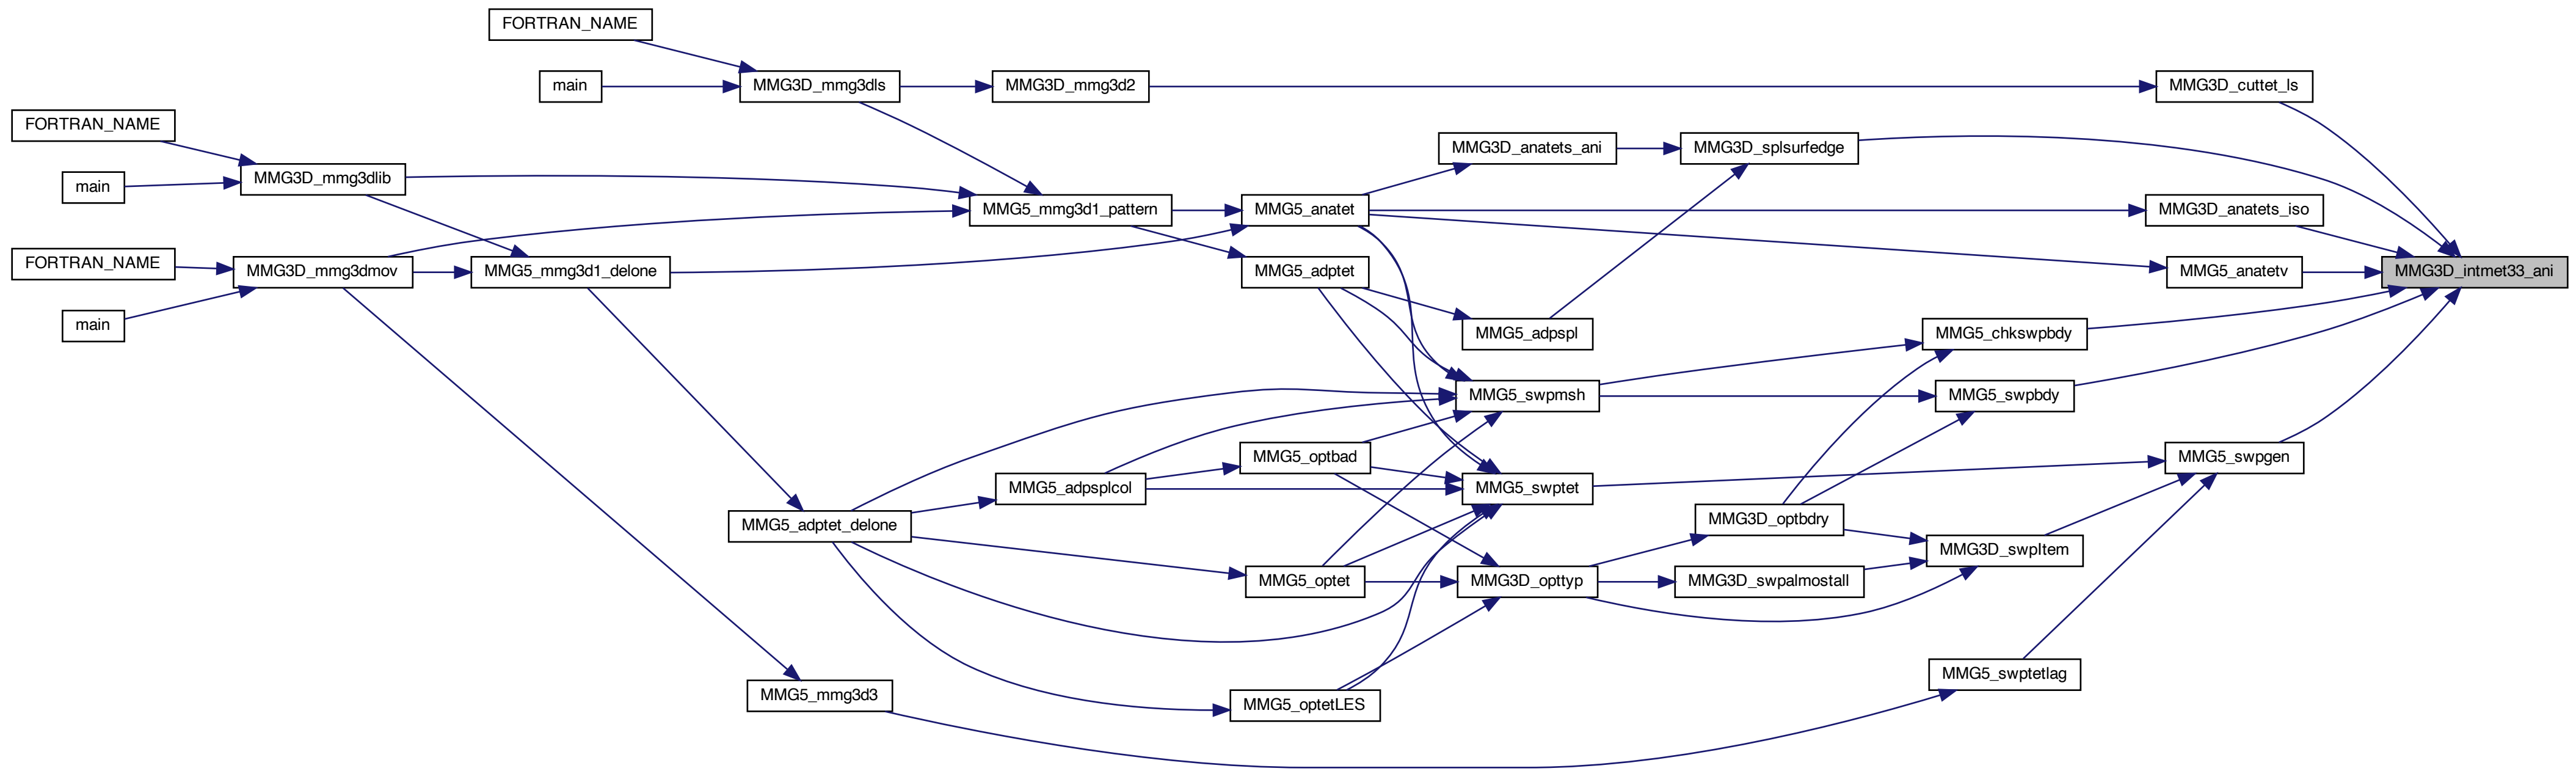 FORTRAN_NAME
main
MMG3D_mmg3dls
MMG3D_mmg3d2
MMG3D_cuttet_ls
FORTRAN_NAME
main
MMG3D_mmg3dlib
MMG3D_anatets_ani
MMG3D_splsurfedge
MMG5_mmg3d1_pattern
MMG5_anatet
MMG3D_anatets_iso
FORTRAN_NAME
main
MMG3D_mmg3dmov
MMG5_mmg3d1_delone
MMG5_adptet
MMG5_anatetv
MMG3D_intmet33_ani
MMG5_adpspl
MMG5_chkswpbdy
MMG5_swpmsh
MMG5_swpbdy
MMG5_optbad
MMG5_swpgen
MMG5_adpsplcol
MMG5_swptet
MMG5_adptet_delone
MMG3D_optbdry
MMG3D_swpItem
MMG5_optet
MMG3D_opttyp
MMG3D_swpalmostall
MMG5_swptetlag
MMG5_mmg3d3
MMG5_optetLES